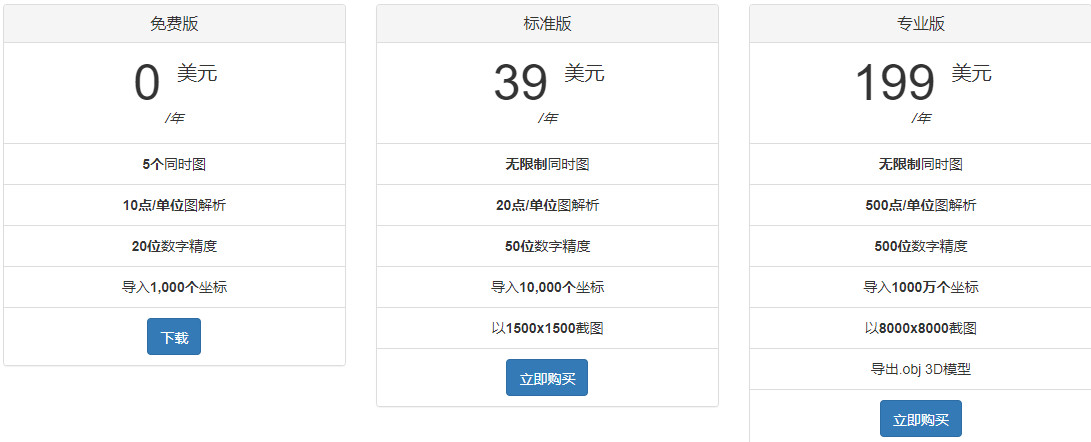 免费版
0 美元
/年
5个同时图
10点/单位图解析
20位数字精度
导入1,000个坐标
下载
标准版
39 美元
/年
无限制同时图
20点/单位图解析
50位数字精度
导入10,000个坐标
以1500x1500截图
立即购买
专业版
199 美元
/年
无限制同时图
500点/单位图解析
500位数字精度
导入1000万个坐标
以8000x8000截图
导出.obj 3D模型
立即购买